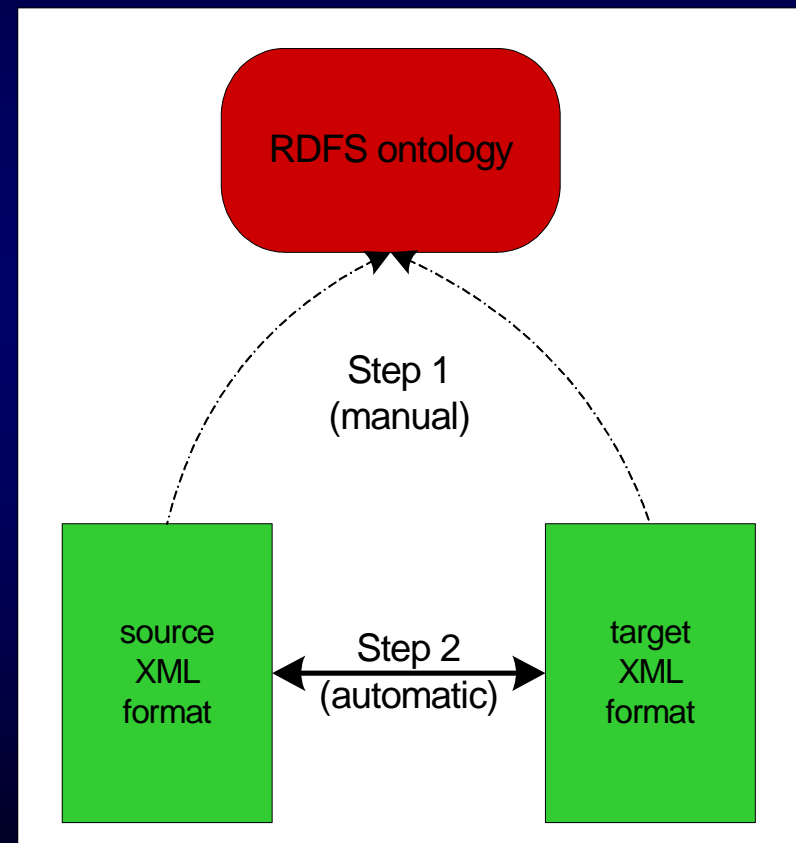 RDFS ontology
Step 1
(manual)
source
XML
format
Step 2
(automatic)
target
XML
format